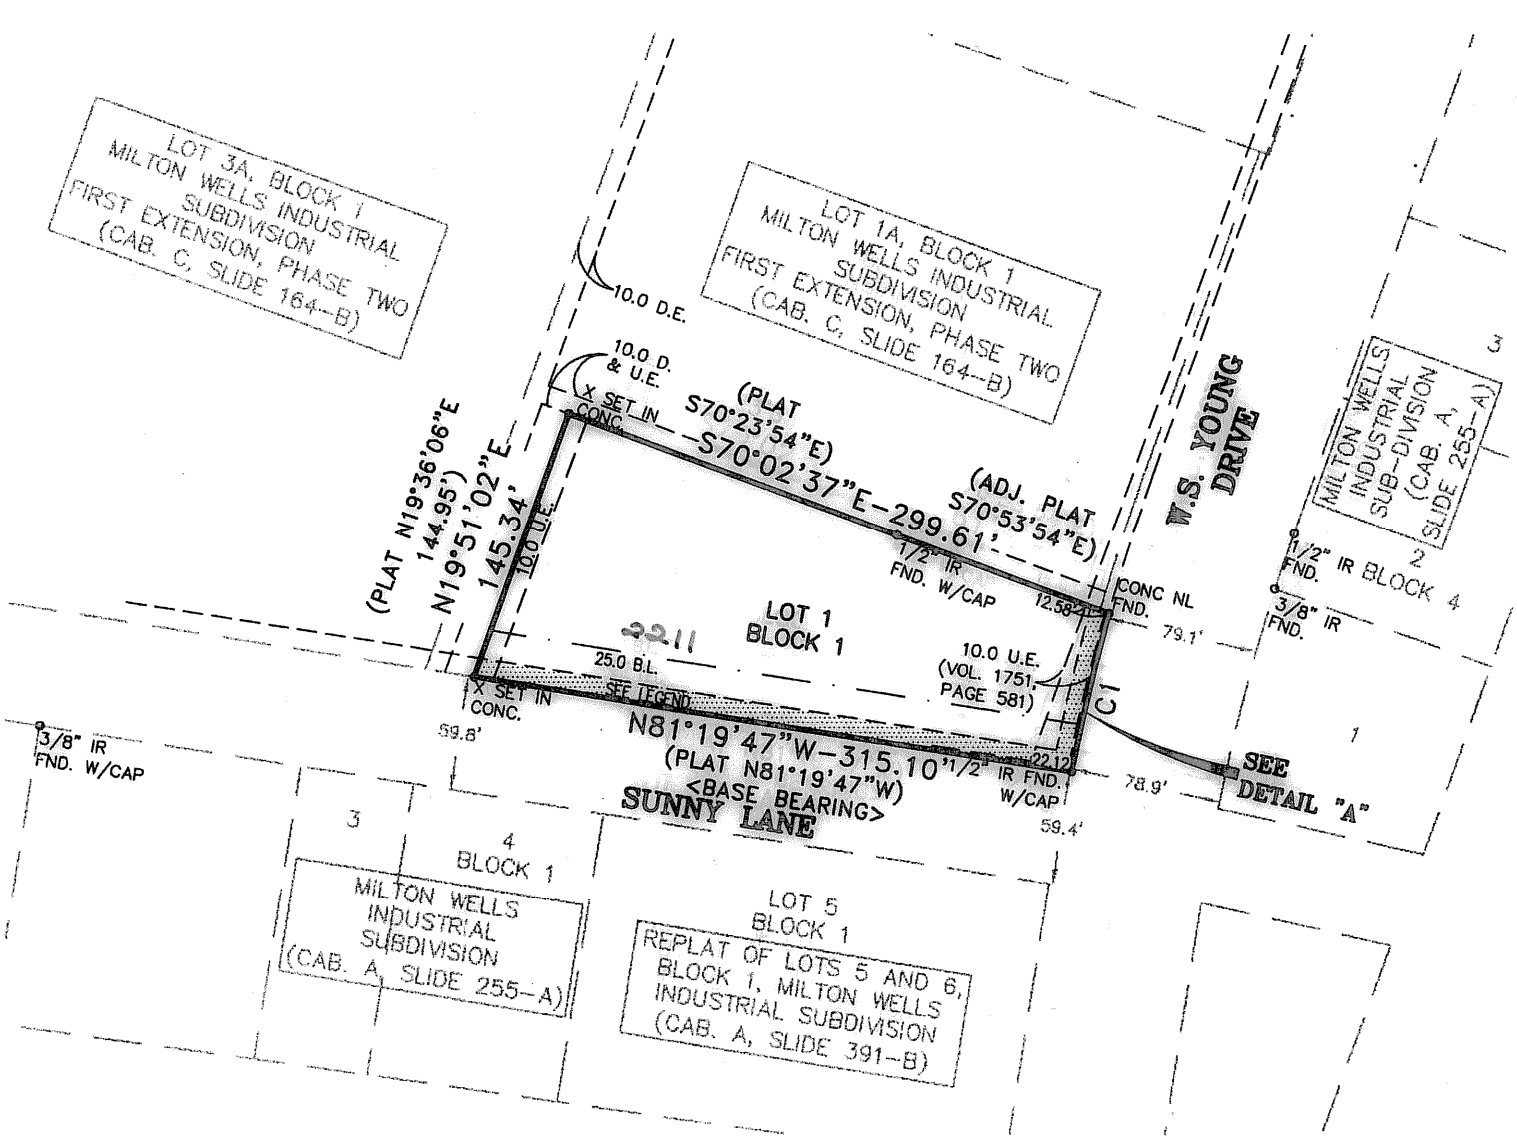 LOT 3A, BLOCK 1
MILTON WELLS INDUSTRIAL
SUBDIVISION
FIRST EXTENSION, PHASE TWO
(CAB. C, SLIDE 164-B)
LOT 1A, BLOCK 1
MILTON WELLS INDUSTRIAL
SUBDIVISION
FIRST EXTENSION, PHASE TWO
(CAB. C, SLIDE 164-B)
10.0 D.E.
10.0 D.
& U.E.
X SET IN
CONC.
(PLAT
S70°23'54"E)
S70°02'37"E-299.61'
(ADJ. PLAT
S70°53'54"E)
1/2" IR
FND. W/CAP
(PLAT N19°36'06"E
144.95')
N19°51'02"E
145.34'
10.0 U.E.
W.S. YOUNG
DRIVE
3
MILTON WELLS
INDUSTRIAL
SUB-DIVISION
(CAB. A,
SLIDE 255-A)
2
BLOCK 4
1/2" IR
FND.
3/8" IR
FND.
CONC NL
FND.
12.58'
79.1'
LOT 1
BLOCK 1
2211
25.0 B.L.
SEE LEGEND
10.0 U.E.
(VOL. 1751,
PAGE 581)
C1
1
X SET IN
CONC.
59.8'
N81°19'47"W-315.10'
(PLAT N81°19'47"W)
<BASE BEARING>
22.12
1/2" IR FND.
W/CAP
SUNNY LANE
59.4'
78.9'
SEE
DETAIL "A"
3/8" IR
FND. W/CAP
3
4
BLOCK 1
MILTON WELLS
INDUSTRIAL
SUBDIVISION
(CAB. A, SLIDE 255-A)
LOT 5
BLOCK 1
REPLAT OF LOTS 5 AND 6,
BLOCK 1, MILTON WELLS
INDUSTRIAL SUBDIVISION
(CAB. A, SLIDE 391-B)